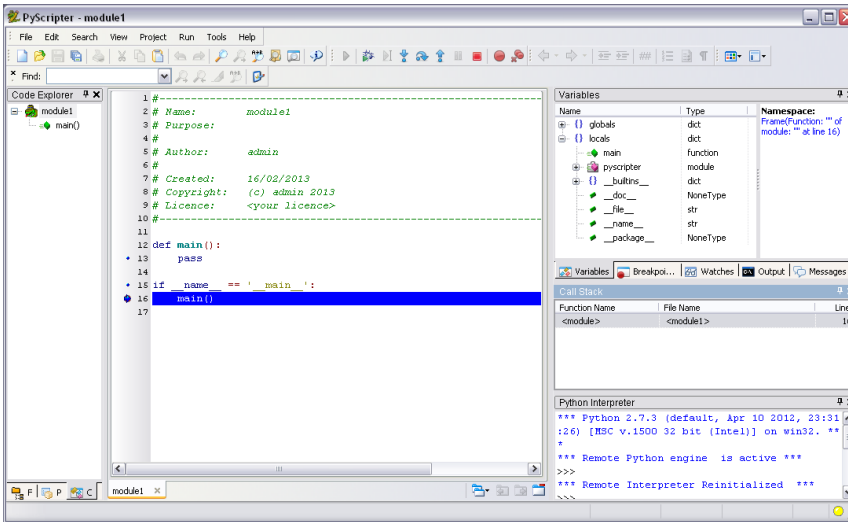 PyScripter - module1
File Edit Search View Project Run Tools Help
Find:
Code Explorer
module1
main()
1 #-----------------------------------------------------------
2 # Name:        module1
3 # Purpose:
4 #
5 # Author:      admin
6 #
7 # Created:     16/02/2013
8 # Copyright:   (c) admin 2013
9 # Licence:     <your licence>
10 #-----------------------------------------------------------
11
12 def main():
13     pass
14
15 if __name__ == '__main__':
16     main()
17
F P C
module1
Variables
Name Type
globals dict
locals dict
main function
pyscripter module
__builtins__ dict
__doc__ NoneType
__file__ str
__name__ str
__package__ NoneType
Namespace:
Frame(Function: "" of
module: "" at line 16)
Variables Breakpoi... Watches Output Messages
Call Stack
Function Name File Name Line
<module> <module1>
Python Interpreter
*** Python 2.7.3 (default, Apr 10 2012, 23:31
:26) [MSC v.1500 32 bit (Intel)] on win32. **
*
*** Remote Python engine  is active ***
>>>
*** Remote Interpreter Reinitialized  ***
>>>